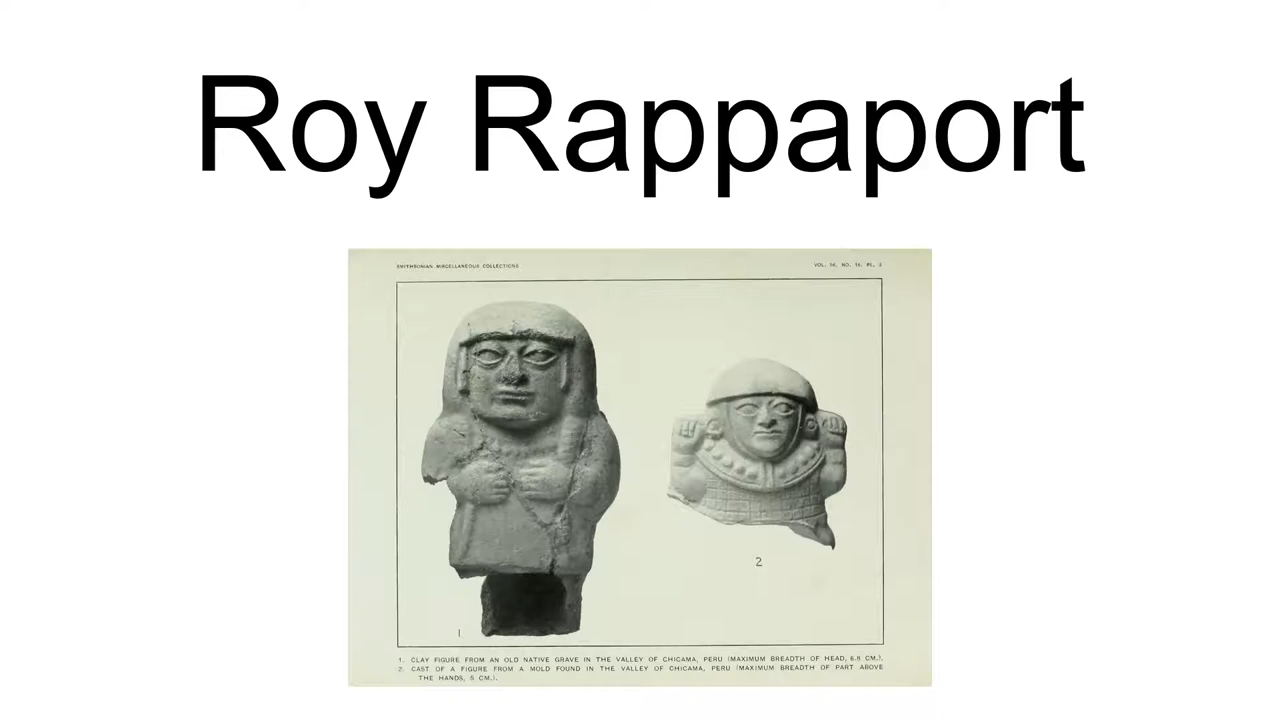 Roy Rappaport
SMITHSONIAN MISCELLANEOUS COLLECTIONS
VOL. 56, NO. 16, PL. 2
2
1
1. CLAY FIGURE FROM AN OLD NATIVE GRAVE IN THE VALLEY OF CHICAMA, PERU (MAXIMUM BREADTH OF HEAD, 6.8 CM.).
2. CAST OF A FIGURE FROM A MOLD FOUND IN THE VALLEY OF CHICAMA, PERU (MAXIMUM BREADTH OF PART ABOVE
THE HANDS, 5 CM.).